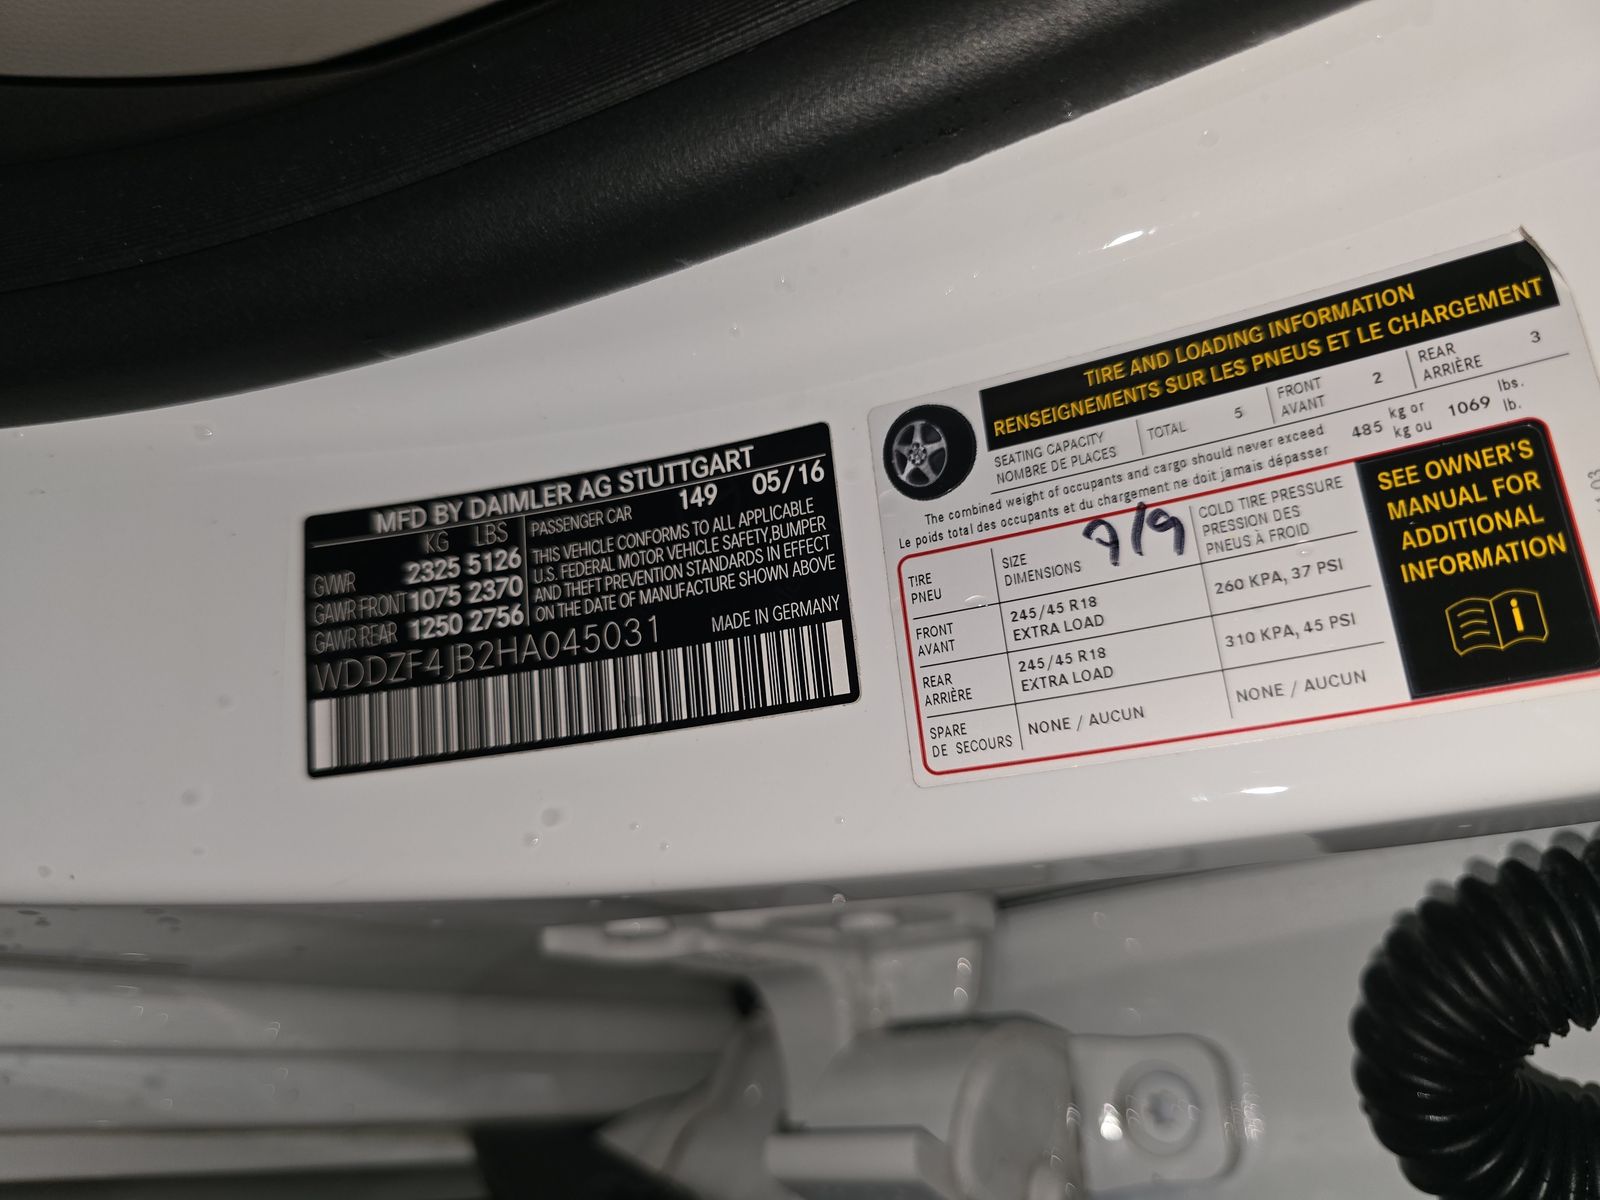 MFD BY DAIMLER AG STUTTGART
KG LBS
PASSENGER CAR 149 05/16
GVWR 2325 5126
GAWR FRONT 1075 2370
GAWR REAR 1250 2756
THIS VEHICLE CONFORMS TO ALL APPLICABLE
U.S. FEDERAL MOTOR VEHICLE SAFETY,BUMPER
AND THEFT PREVENTION STANDARDS IN EFFECT
ON THE DATE OF MANUFACTURE SHOWN ABOVE
WDDZF4JB2HA045031
MADE IN GERMANY
TIRE AND LOADING INFORMATION
RENSEIGNEMENTS SUR LES PNEUS ET LE CHARGEMENT
SEATING CAPACITY
NOMBRE DE PLACES
TOTAL 5
FRONT
AVANT
2
REAR
ARRIÈRE
3
The combined weight of occupants and cargo should never exceed 485 kg or 1069 lbs.
Le poids total des occupants et du chargement ne doit jamais dépasser kg ou lb.
TIRE
PNEU
SIZE
DIMENSIONS
7/9
COLD TIRE PRESSURE
PRESSION DES
PNEUS À FROID
FRONT
AVANT
245/45 R18
EXTRA LOAD
260 KPA, 37 PSI
REAR
ARRIÈRE
245/45 R18
EXTRA LOAD
310 KPA, 45 PSI
SPARE
DE SECOURS
NONE / AUCUN
NONE / AUCUN
SEE OWNER'S
MANUAL FOR
ADDITIONAL
INFORMATION